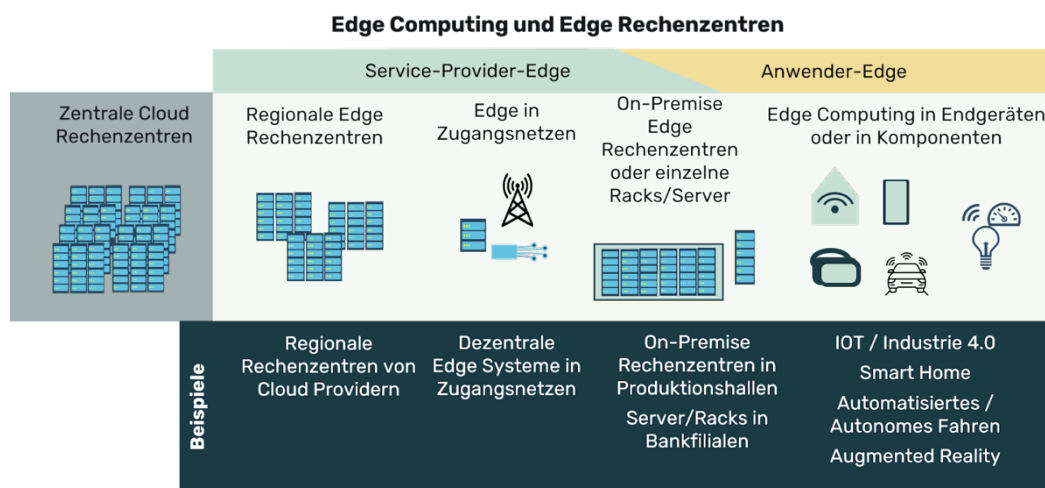 Edge Computing und Edge Rechenzentren
Service-Provider-Edge
Anwender-Edge
Zentrale Cloud
Rechenzentren
Regionale Edge
Rechenzentren
Edge in
Zugangsnetzen
On-Premise
Edge
Rechenzentren
oder einzelne
Racks/Server
Edge Computing in Endgeräten
oder in Komponenten
Beispiele
Regionale
Rechenzentren von
Cloud Providern
Dezentrale
Edge Systeme in
Zugangsnetzen
On-Premise
Rechenzentren in
Produktionshallen
Server/Racks in
Bankfilialen
IOT / Industrie 4.0
Smart Home
Automatisiertes /
Autonomes Fahren
Augmented Reality